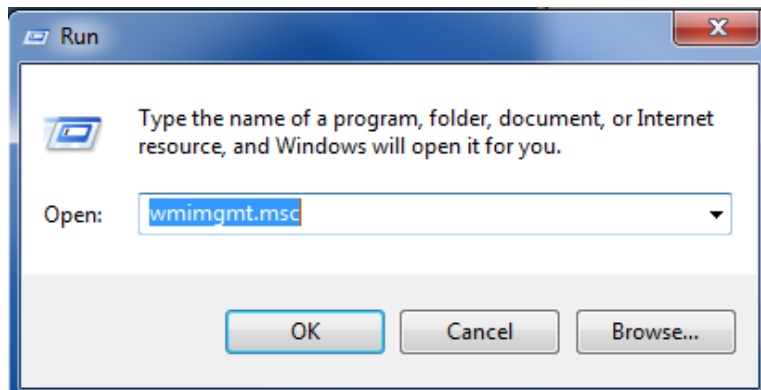 Run
Type the name of a program, folder, document, or Internet
resource, and Windows will open it for you.
Open: wmimgmt.msc
OK Cancel Browse...